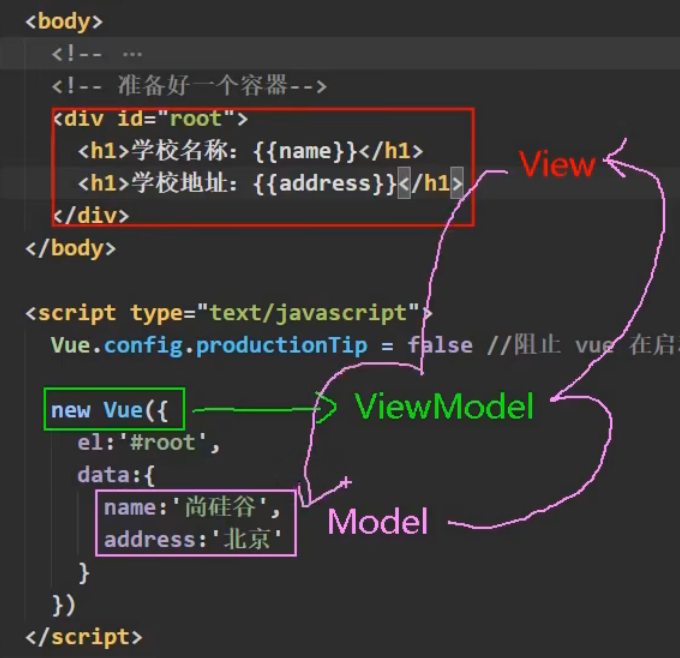 <body>
<!-- ⋯
<!-- 准备好一个容器-->
<div id="root">
<h1>学校名称：{{name}}</h1>
<h1>学校地址：{{address}}</h1>
</div>
</body>
View
<script type="text/javascript">
Vue.config.productionTip = false //阻止 vue 在启
new Vue({
ViewModel
el:'#root',
data:{
name:'尚硅谷',
address:'北京'
Model
}
})
</script>